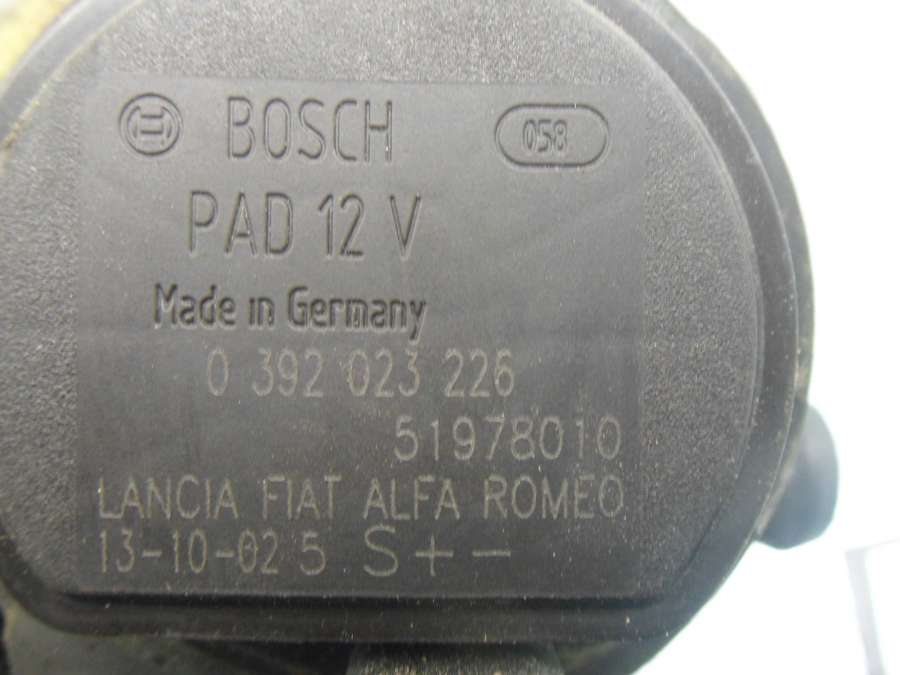 BOSCH 058
PAD 12 V
Made in Germany
0 392 023 226
51978010
LANCIA FIAT ALFA ROMEO
13-10-02 5 S + -